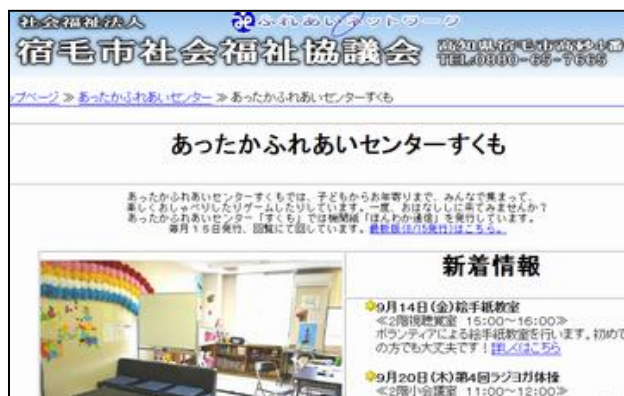 社会福祉法人 ふれあいネットワーク
宿毛市社会福祉協議会
TEL:0880-65-7665
ップページ ≫ あったかふれあいセンター ≫ あったかふれあいセンターすくも
あったかふれあいセンターすくも
あったかふれあいセンターすくもでは、子どもからお年寄りまで、みんなで集まって、
楽しくおしゃべりしたりゲームしたりしています。一度、おはなししに来てみませんか？
あったかふれあいセンター「すくも」では機関紙「ほんわか通信」を発行しています。
毎月１５日発行、回覧にて回しています。最新版(8/15発行)はこちら。
新着情報
9月14日(金)絵手紙教室
≪2階視聴覚室 15:00～16:00≫
ボランティアによる絵手紙教室を行います。初めて
の方でも大丈夫です！詳しくはこちら
9月20日(木)第4回ラジヨガ体操
≪2階小会議室 11:00～12:00≫